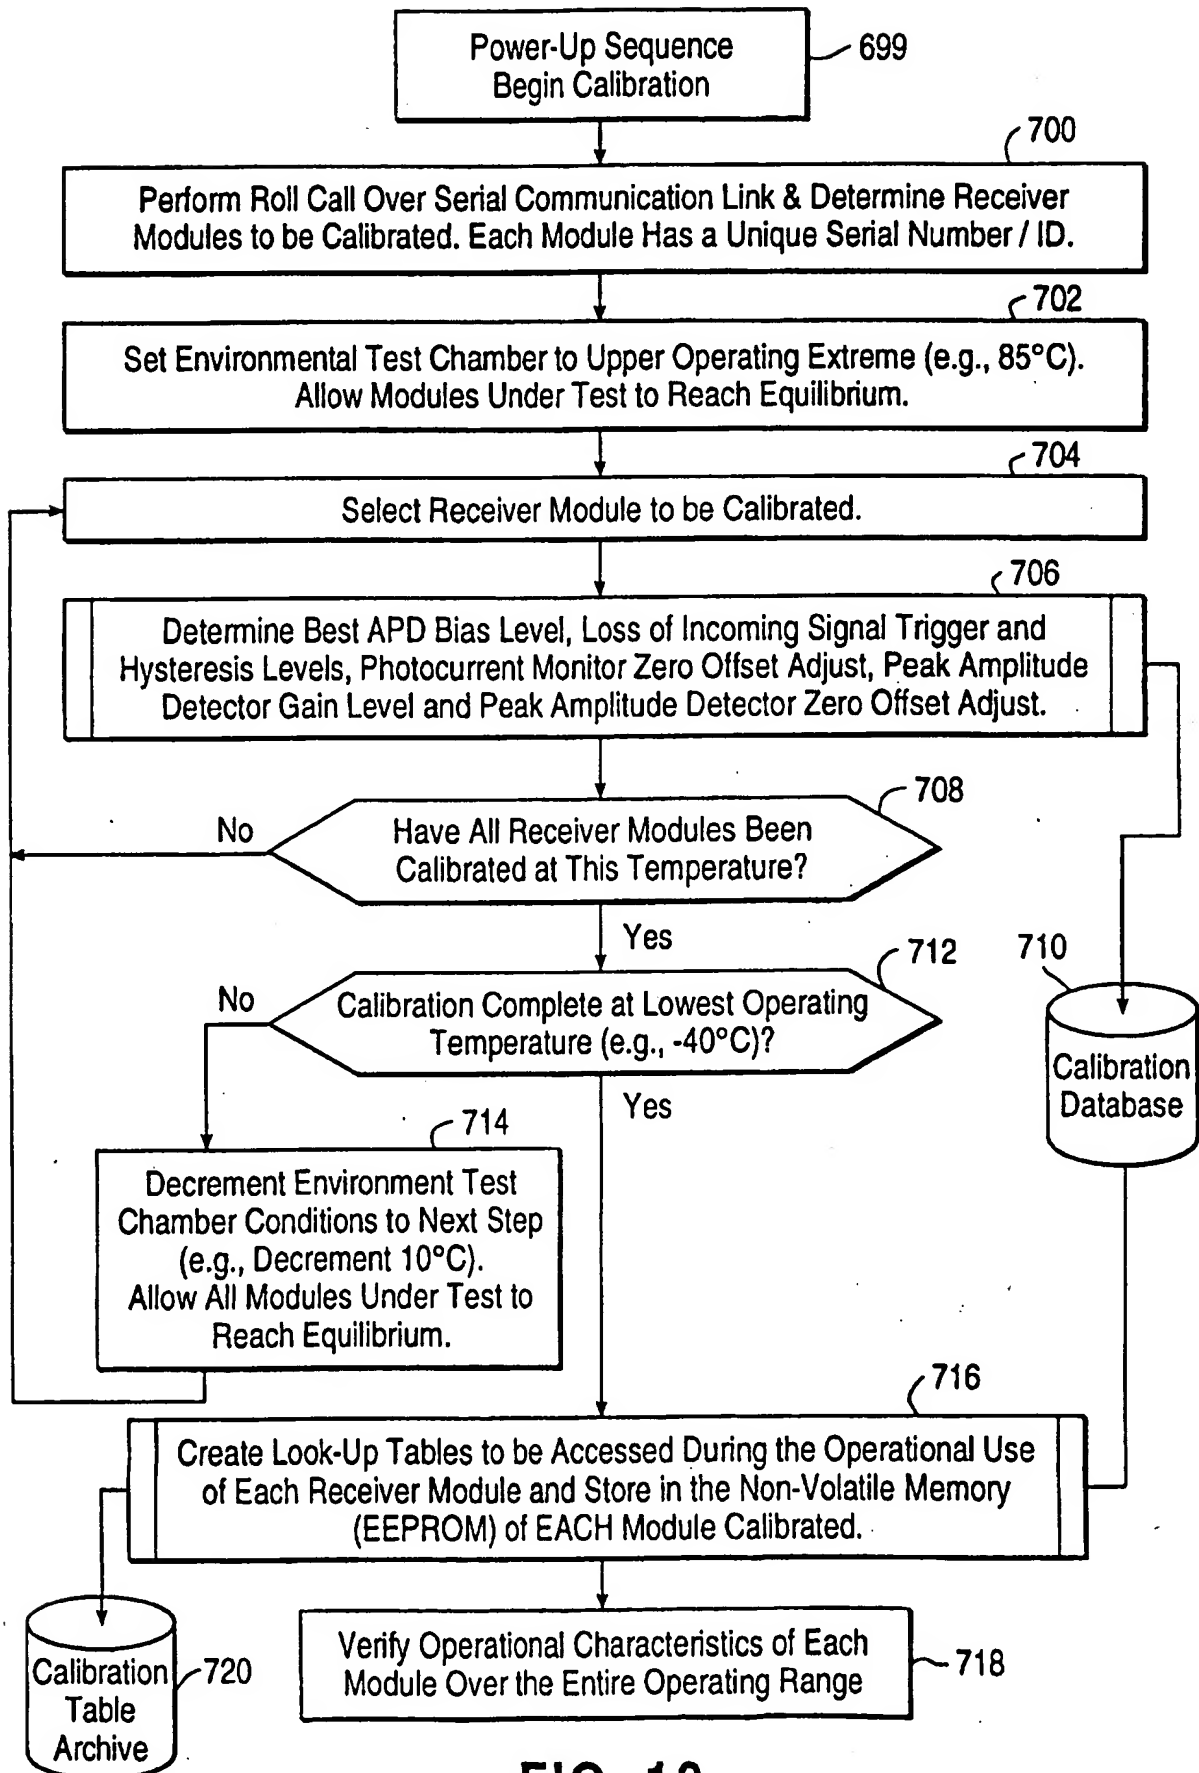 Power-Up Sequence
Begin Calibration
699
700
Perform Roll Call Over Serial Communication Link & Determine Receiver
Modules to be Calibrated. Each Module Has a Unique Serial Number / ID.
702
Set Environmental Test Chamber to Upper Operating Extreme (e.g., 85°C).
Allow Modules Under Test to Reach Equilibrium.
704
Select Receiver Module to be Calibrated.
706
Determine Best APD Bias Level, Loss of Incoming Signal Trigger and
Hysteresis Levels, Photocurrent Monitor Zero Offset Adjust, Peak Amplitude
Detector Gain Level and Peak Amplitude Detector Zero Offset Adjust.
708
No
Have All Receiver Modules Been
Calibrated at This Temperature?
Yes
712
710
No
Calibration Complete at Lowest Operating
Temperature (e.g., -40°C)?
Yes
Calibration
Database
714
Decrement Environment Test
Chamber Conditions to Next Step
(e.g., Decrement 10°C).
Allow All Modules Under Test to
Reach Equilibrium.
716
Create Look-Up Tables to be Accessed During the Operational Use
of Each Receiver Module and Store in the Non-Volatile Memory
(EEPROM) of EACH Module Calibrated.
Calibration
Table
Archive
720
Verify Operational Characteristics of Each
Module Over the Entire Operating Range
718